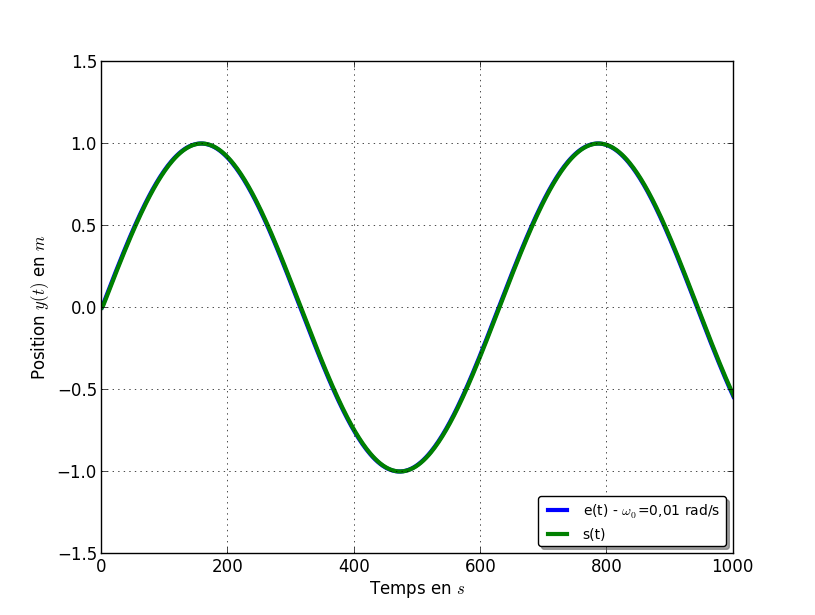 1.5
1.0
0.5
0.0
−0.5
−1.0
−1.5
Position y(t) en m
0 200 400 600 800 1000
Temps en s
e(t) - ω₀=0,01 rad/s
s(t)